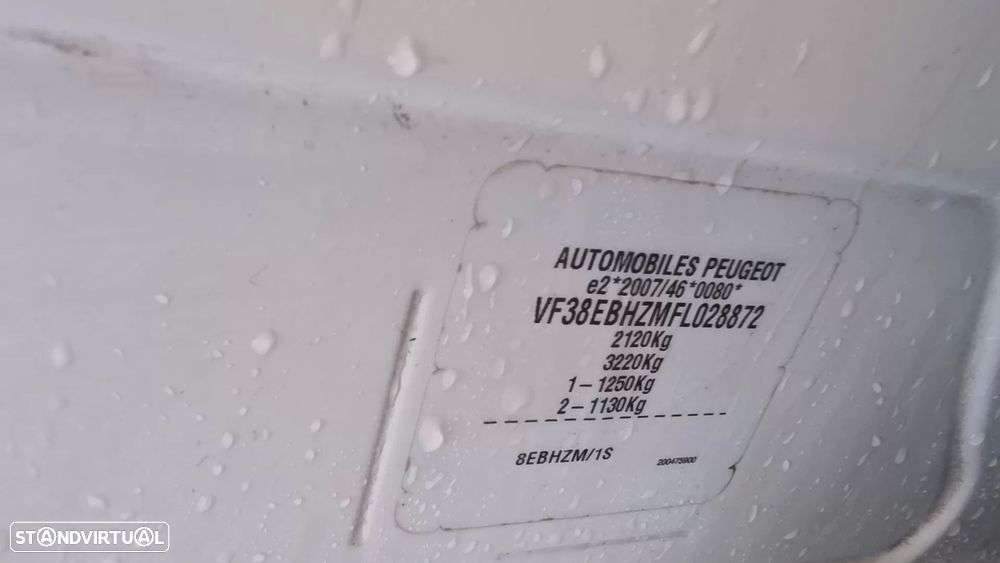 AUTOMOBILES PEUGEOT
e2*2007/46*0080*
VF38EBHZMFL028872
2120Kg
3220Kg
1-1250Kg
2-1130Kg
8EBHZM/1S 200475900
STANDVIRTUAL